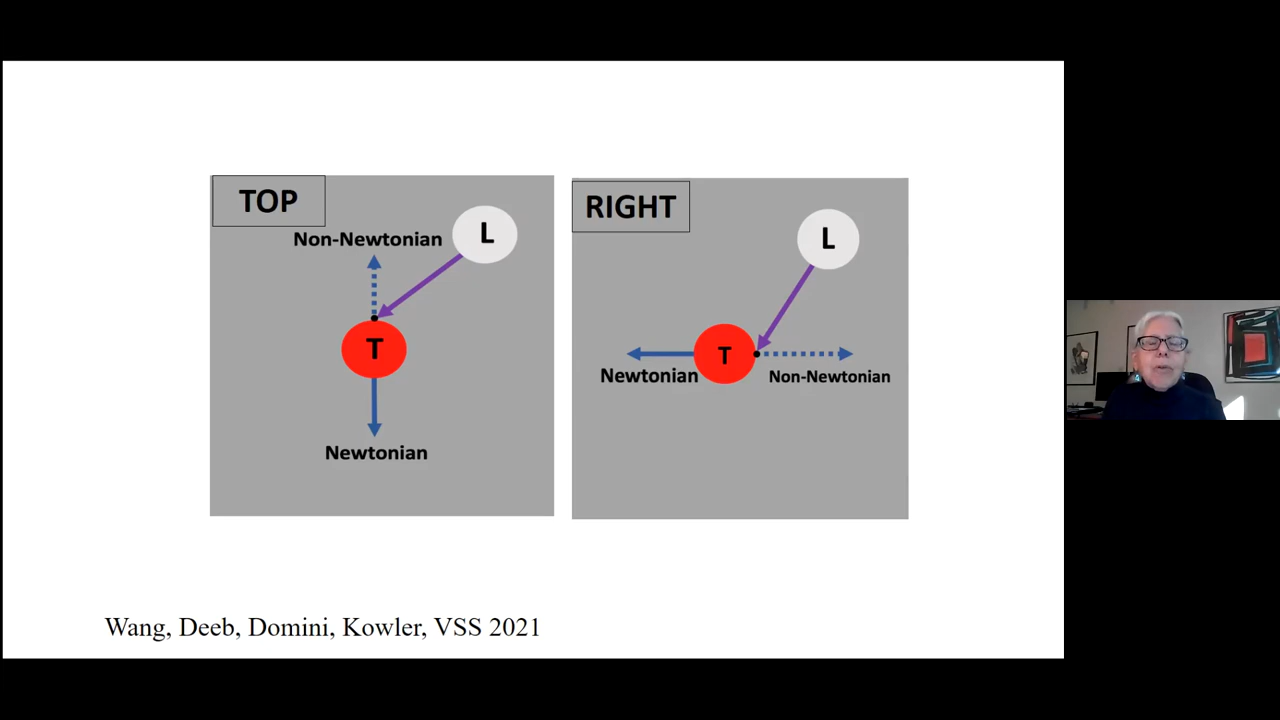 TOP
Non-Newtonian
L
T
Newtonian
RIGHT
L
T
Newtonian
Non-Newtonian
Wang, Deeb, Domini, Kowler, VSS 2021